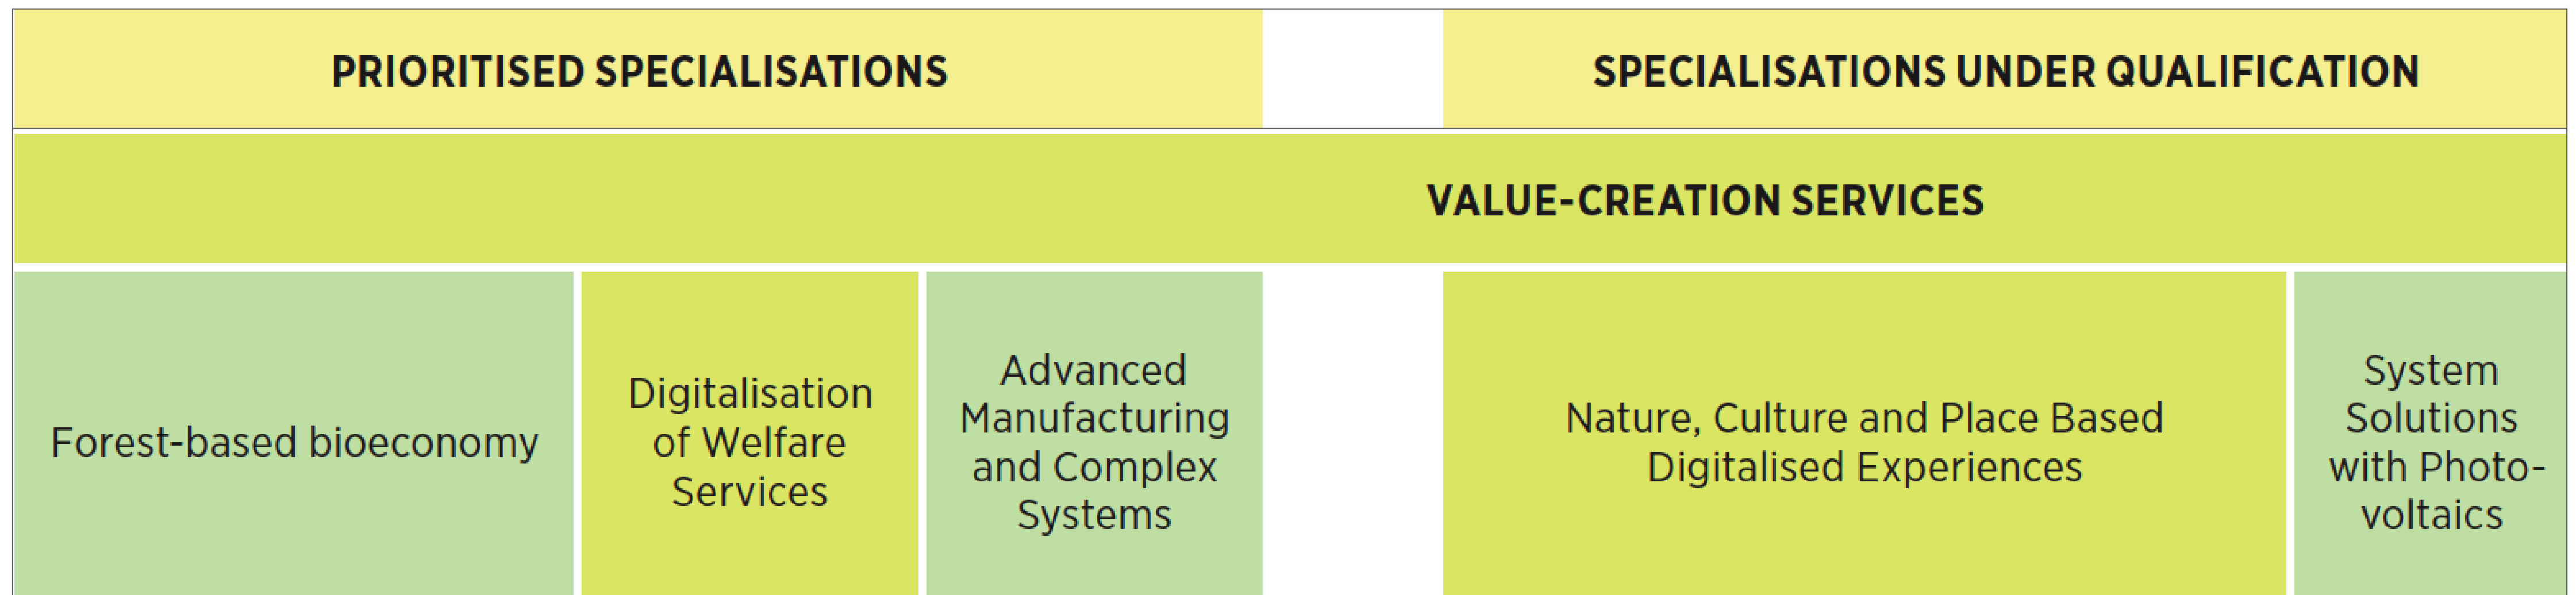 PRIORITISED SPECIALISATIONS
SPECIALISATIONS UNDER QUALIFICATION
VALUE-CREATION SERVICES
Forest-based bioeconomy
Digitalisation
of Welfare
Services
Advanced
Manufacturing
and Complex
Systems
Nature, Culture and Place Based
Digitalised Experiences
System
Solutions
with Photo-
voltaics